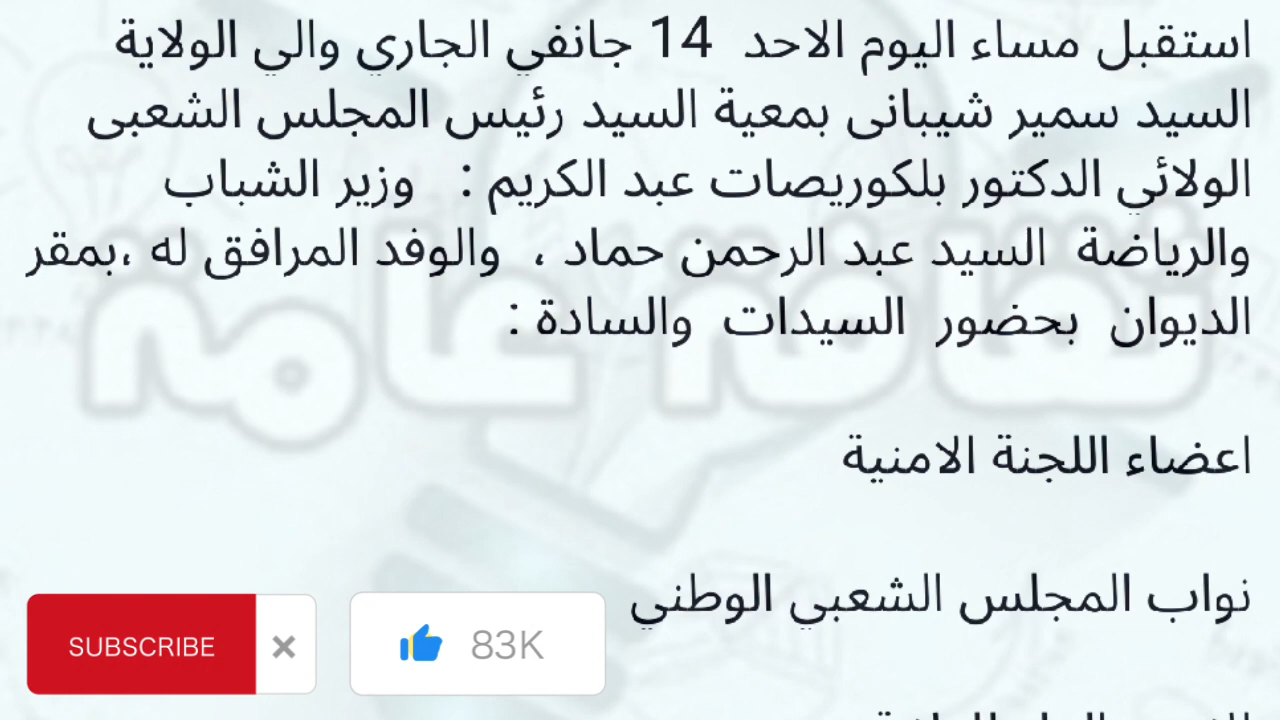 استقبل مساء اليوم الاحد 14 جانفي الجاري والي الولاية
السيد سمير شيبانى بمعية السيد رئيس المجلس الشعبى
الولائي الدكتور بلكوريصات عبد الكريم : وزير الشباب
والرياضة السيد عبد الرحمن حماد ، والوفد المرافق له ،بمقر
الديوان بحضور السيدات والسادة :
ثقافة عامة
اعضاء اللجنة الامنية
نواب المجلس الشعبي الوطني
SUBSCRIBE
83K